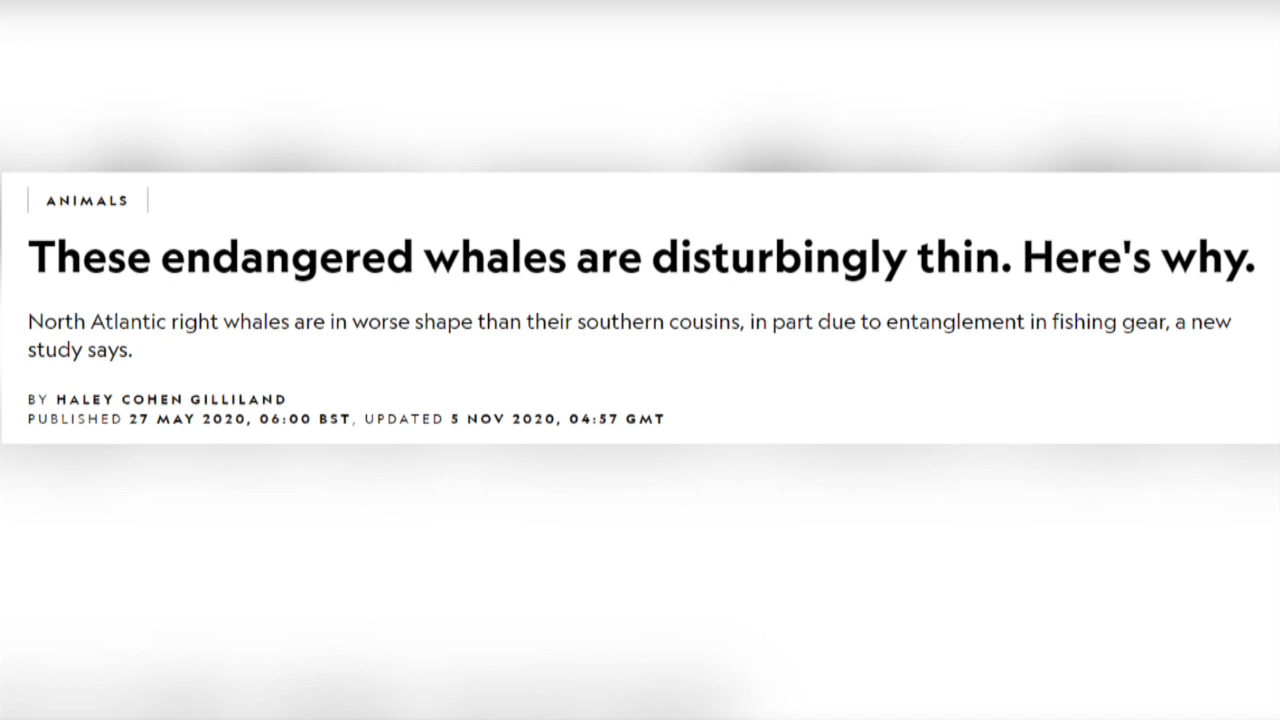 ANIMALS
These endangered whales are disturbingly thin. Here's why.
North Atlantic right whales are in worse shape than their southern cousins, in part due to entanglement in fishing gear, a new
study says.
BY HALEY COHEN GILLILAND
PUBLISHED 27 MAY 2020, 06:00 BST, UPDATED 5 NOV 2020, 04:57 GMT